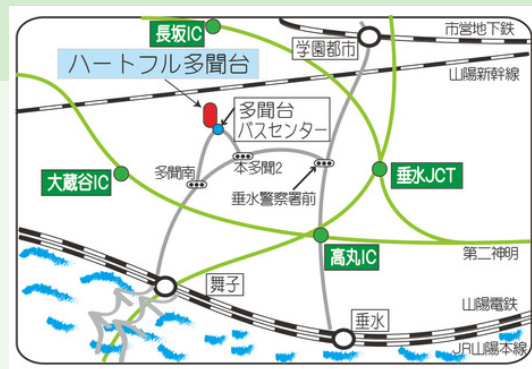 市営地下鉄
長坂IC
学園都市
山陽新幹線
ハートフル多聞台
多聞台
バスセンター
本多聞2
多聞南
大蔵谷IC
垂水警察署前
垂水JCT
高丸IC
第二神明
舞子
山陽電鉄
垂水
JR山陽本線